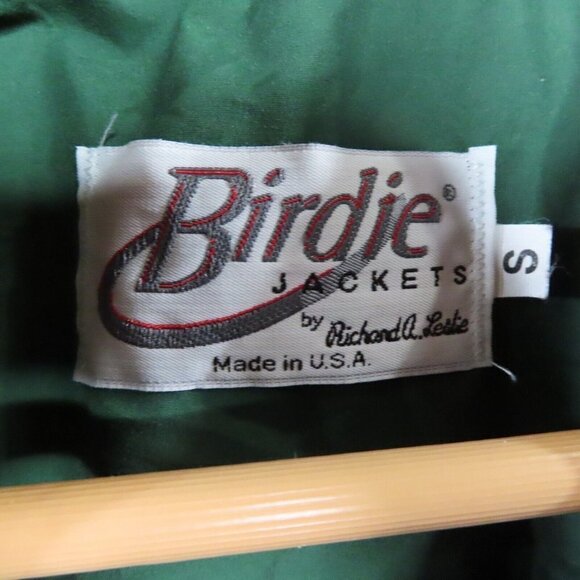 Birdie®
JACKETS
by Richard A. Leslie
Made in U.S.A.
S